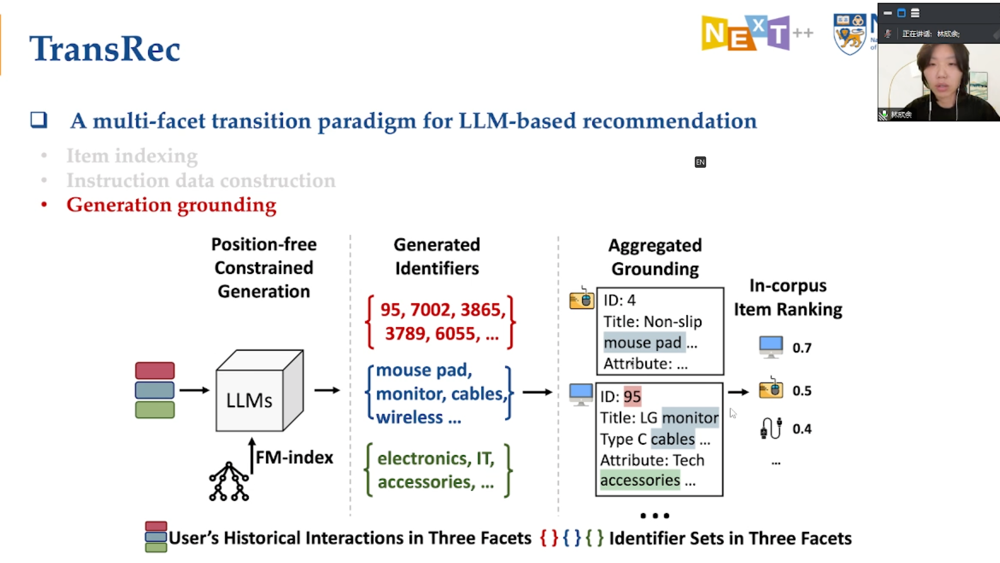 TransRec
NEXT++
N
Na
of
正在讲话: 林欣余;
林欣余
A multi-facet transition paradigm for LLM-based recommendation
• Item indexing
• Instruction data construction
• Generation grounding
EN
Position-free
Constrained
Generation
LLMs
FM-index
Generated
Identifiers
{ 95, 7002, 3865,
3789, 6055, ... }
{ mouse pad,
monitor, cables,
wireless ... }
{ electronics, IT,
accessories, ... }
Aggregated
Grounding
ID: 4
Title: Non-slip
mouse pad ...
Attribute: ...
ID: 95
Title: LG monitor
Type C cables ...
Attribute: Tech
accessories ...
...
In-corpus
Item Ranking
0.7
0.5
0.4
...
User's Historical Interactions in Three Facets { } { } { } Identifier Sets in Three Facets